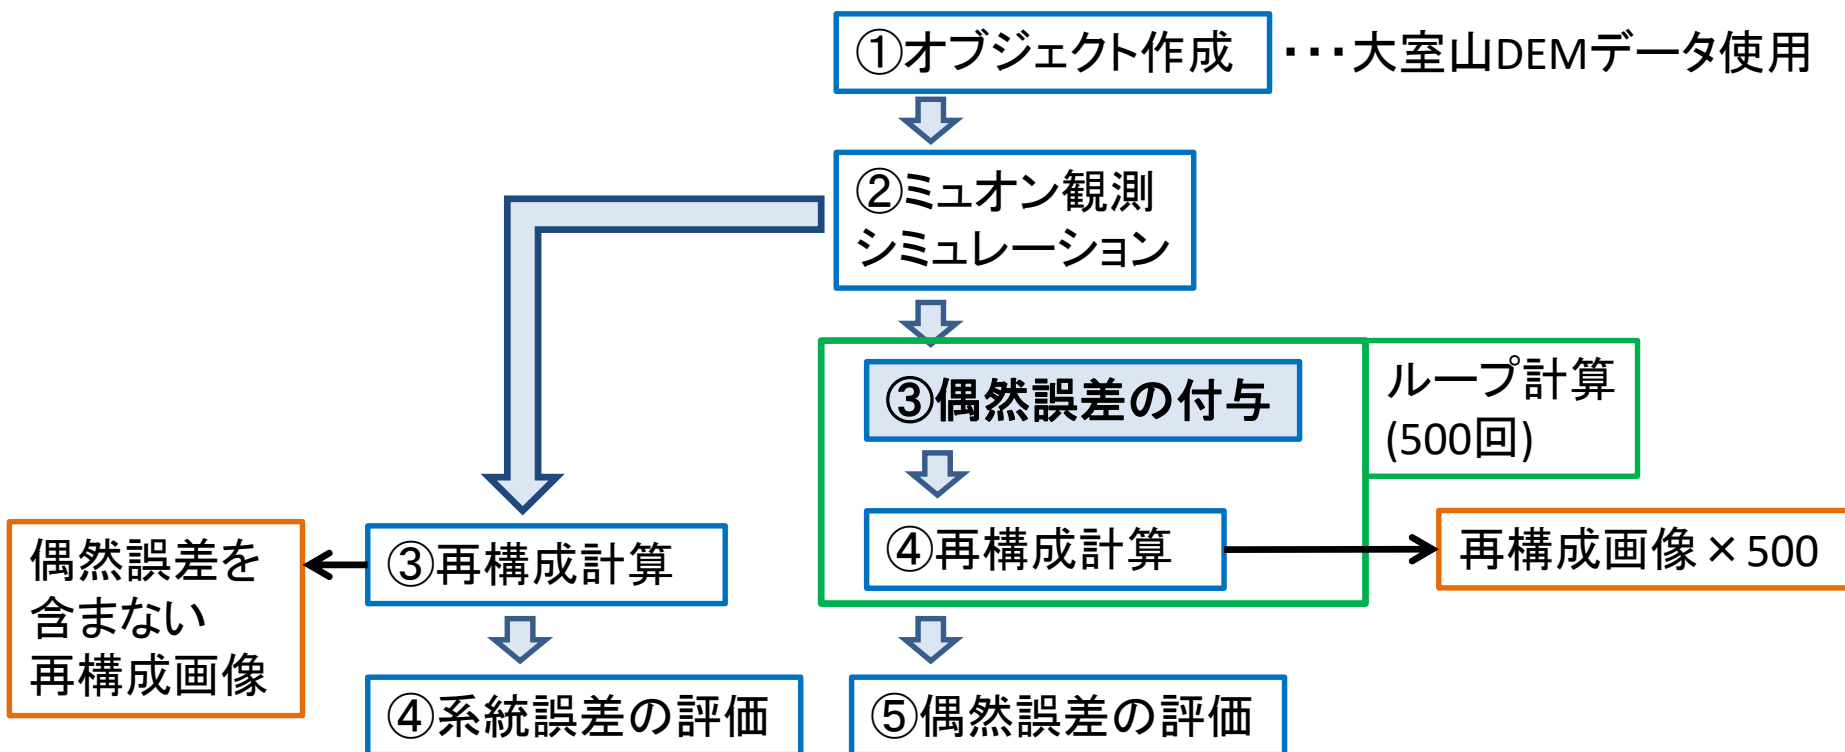 ①オブジェクト作成 ・・・大室山DEMデータ使用
②ミュオン観測
シミュレーション
③偶然誤差の付与
ループ計算
(500回)
④再構成計算
再構成画像×500
③再構成計算
偶然誤差を
含まない
再構成画像
④系統誤差の評価
⑤偶然誤差の評価